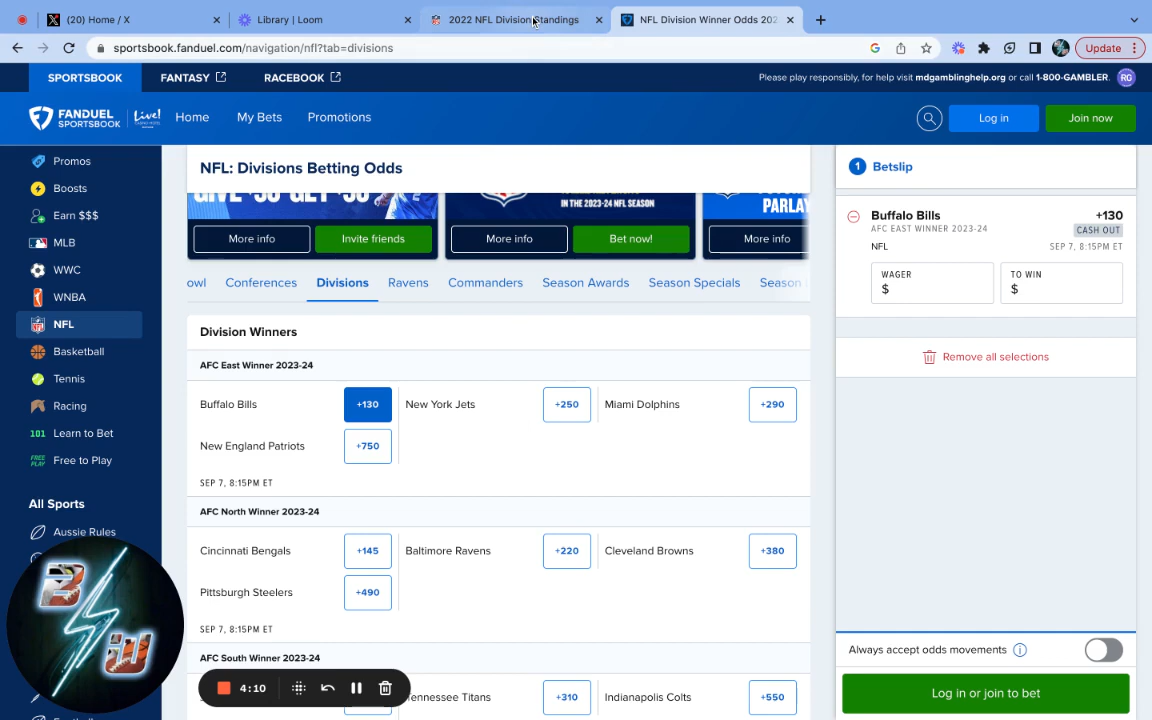 (20) Home / X
Library | Loom
2022 NFL Division Standings
NFL Division Winner Odds 202
sportsbook.fanduel.com/navigation/nfl?tab=divisions
Update
SPORTSBOOK
FANTASY
RACEBOOK
Please play responsibly, for help visit mdgamblinghelp.org or call 1-800-GAMBLER.
RG
FANDUEL
SPORTSBOOK
Live!
Home
My Bets
Promotions
Log in
Join now
Promos
Boosts
Earn $$$
MLB
WWC
WNBA
NFL
Basketball
Tennis
Racing
101 Learn to Bet
FREE PLAY Free to Play
All Sports
Aussie Rules
NFL: Divisions Betting Odds
IN THE 2023-24 NFL SEASON
PARLAY
More info
Invite friends
More info
Bet now!
More info
owl
Conferences
Divisions
Ravens
Commanders
Season Awards
Season Specials
Season
Division Winners
AFC East Winner 2023-24
Buffalo Bills +130
New York Jets +250
Miami Dolphins +290
New England Patriots +750
SEP 7, 8:15PM ET
AFC North Winner 2023-24
Cincinnati Bengals +145
Baltimore Ravens +220
Cleveland Browns +380
Pittsburgh Steelers +490
SEP 7, 8:15PM ET
AFC South Winner 2023-24
Tennessee Titans +310
Indianapolis Colts +550
4:10
1 Betslip
Buffalo Bills +130
AFC EAST WINNER 2023-24
CASH OUT
NFL
SEP 7, 8:15PM ET
WAGER
$
TO WIN
$
Remove all selections
Always accept odds movements
Log in or join to bet